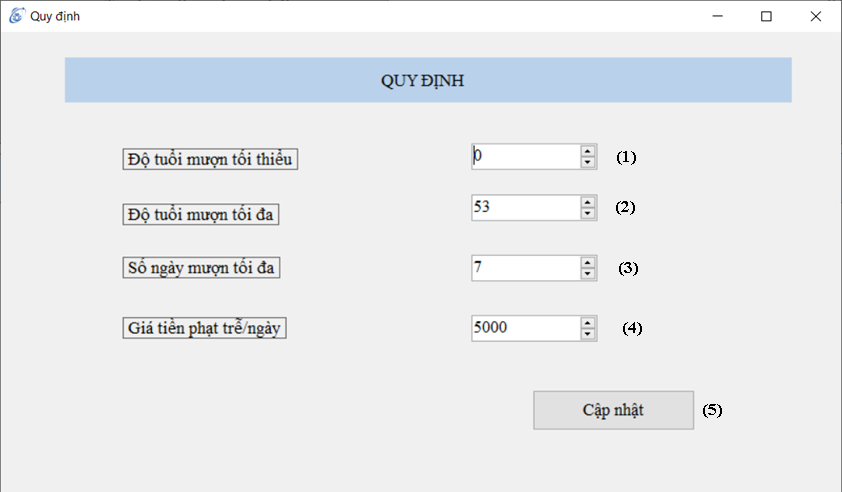 Quy định
QUY ĐỊNH
Độ tuổi mượn tối thiểu 0 (1)
Độ tuổi mượn tối đa 53 (2)
Số ngày mượn tối đa 7 (3)
Giá tiền phạt trễ/ngày 5000 (4)
Cập nhật (5)